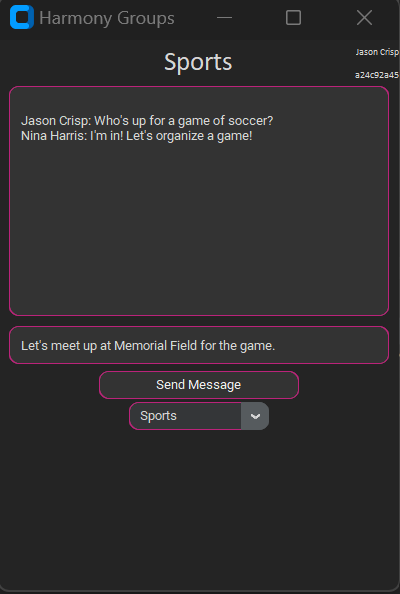 Harmony Groups
Sports
Jason Crisp
a24c92a45
Jason Crisp: Who's up for a game of soccer?
Nina Harris: I'm in! Let's organize a game!
Let's meet up at Memorial Field for the game.
Send Message
Sports